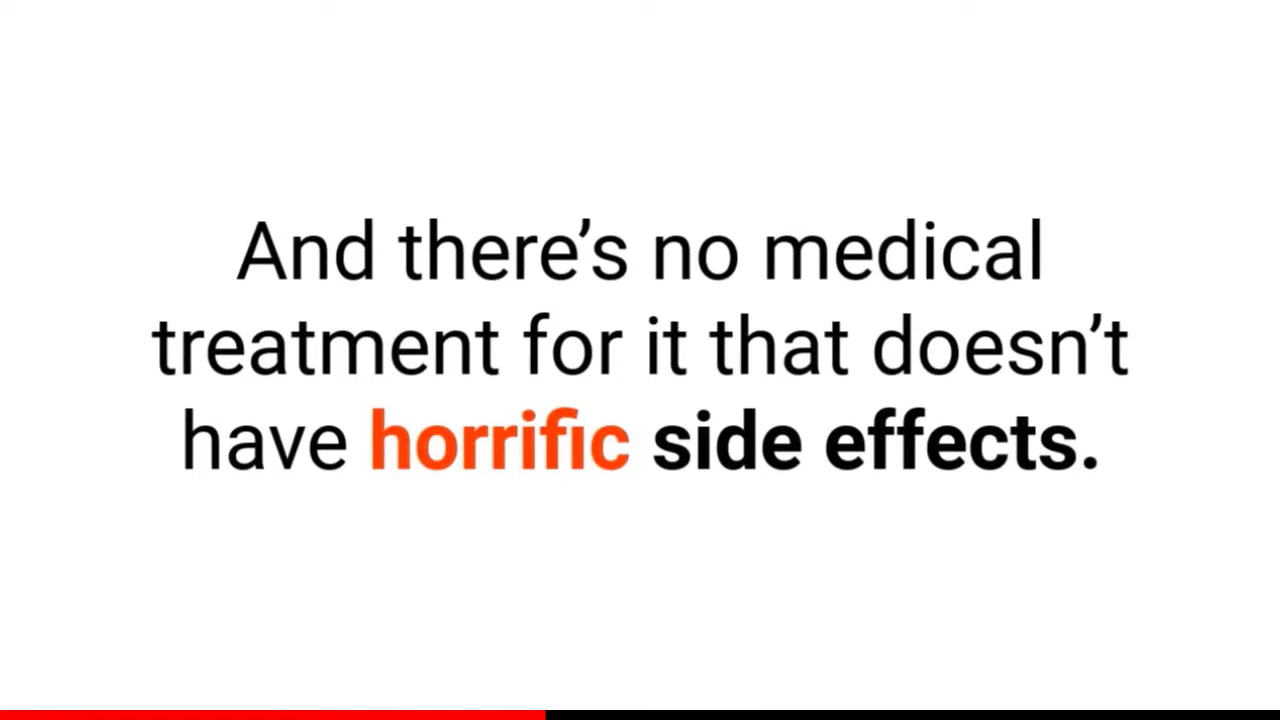 And there’s no medical
treatment for it that doesn’t
have horrific side effects.